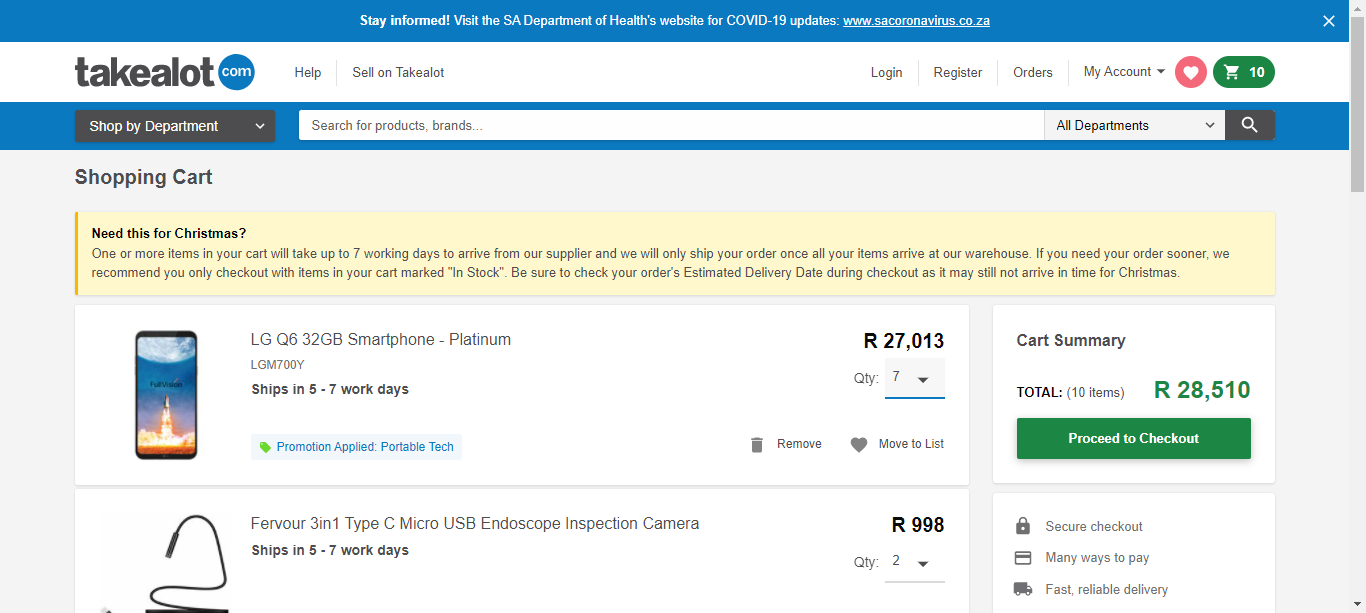 Stay informed! Visit the SA Department of Health's website for COVID-19 updates: www.sacoronavirus.co.za
takealot com
Help
Sell on Takealot
Login
Register
Orders
My Account
10
Shop by Department
Search for products, brands...
All Departments
Shopping Cart
Need this for Christmas?
One or more items in your cart will take up to 7 working days to arrive from our supplier and we will only ship your order once all your items arrive at our warehouse. If you need your order sooner, we
recommend you only checkout with items in your cart marked "In Stock". Be sure to check your order's Estimated Delivery Date during checkout as it may still not arrive in time for Christmas.
FullVision
LG Q6 32GB Smartphone - Platinum
R 27,013
LGM700Y
Qty: 7
Ships in 5 - 7 work days
Promotion Applied: Portable Tech
Remove
Move to List
Cart Summary
TOTAL: (10 items) R 28,510
Proceed to Checkout
Fervour 3in1 Type C Micro USB Endoscope Inspection Camera
R 998
Ships in 5 - 7 work days
Qty: 2
Secure checkout
Many ways to pay
Fast, reliable delivery